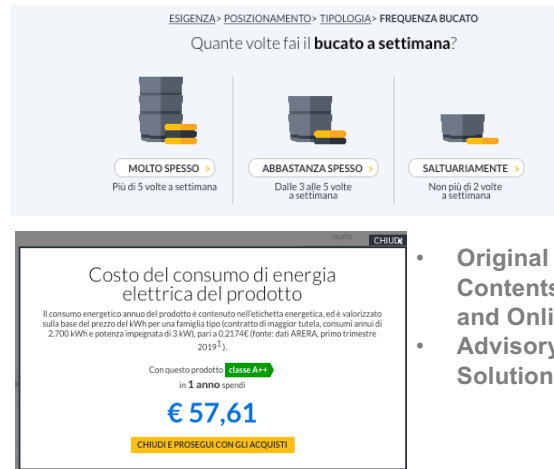 ESIGENZA> POSIZIONAMENTO> TIPOLOGIA> FREQUENZA BUCATO
Quante volte fai il bucato a settimana?
MOLTO SPESSO >
Più di 5 volte a settimana
ABBASTANZA SPESSO >
Dalle 3 alle 5 volte
a settimana
SALTUARIAMENTE >
Non più di 2 volte
a settimana
usato
CHIUDI
Costo del consumo di energia
elettrica del prodotto
Il consumo energetico annuo del prodotto è contenuto nell'etichetta energetica, ed è valorizzato
sulla base del prezzo del kWh per una famiglia tipo (contratto di maggior tutela, consumi annui di
2.700 kWh e potenza impegnata di 3 kW), pari a 0,2174€ (fonte: dati ARERA, primo trimestre
2019¹).
Con questo prodotto classe A++
in 1 anno spendi
€ 57,61
CHIUDI E PROSEGUI CON GLI ACQUISTI
• Original
Contents
and Onli
• Advisory
Solution